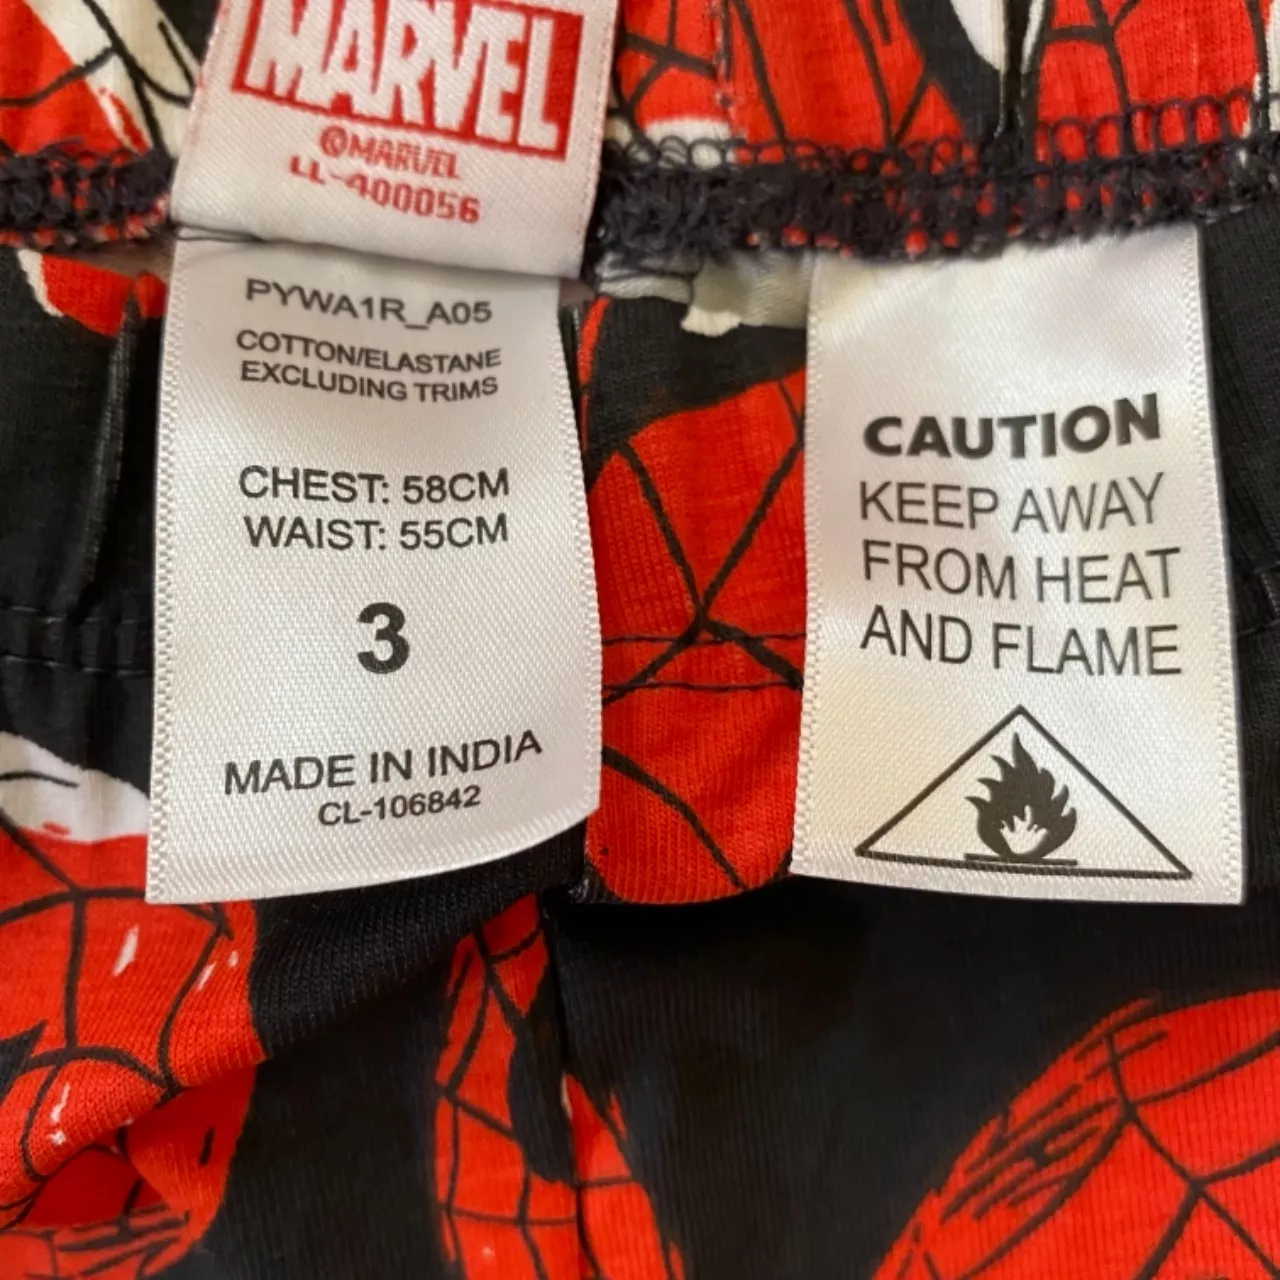 MARVEL
@MARVEL
LL-400056
PYWA1R_A05
COTTON/ELASTANE
EXCLUDING TRIMS
CHEST: 58CM
WAIST: 55CM
3
MADE IN INDIA
CL-106842
CAUTION
KEEP AWAY
FROM HEAT
AND FLAME